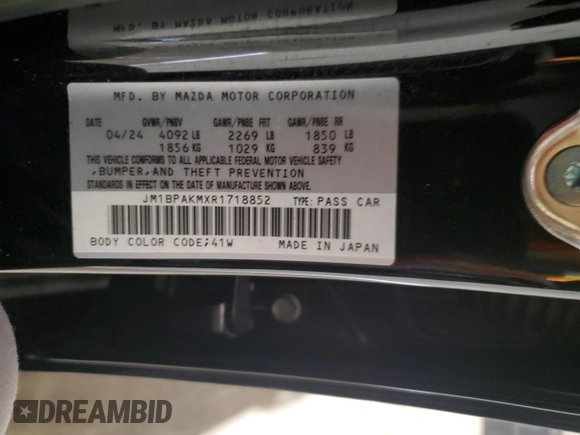 MFD. BY MAZDA MOTOR CORPORATION
DATE GVWR/PNBV GAWR/PNBE FRT GAWR/PNBE RR
04/24 4092 LB 2269 LB 1850 LB
1856 KG 1029 KG 839 KG
THIS VEHICLE CONFORMS TO ALL APPLICABLE FEDERAL MOTOR VEHICLE SAFETY
,BUMPER,AND THEFT PREVENTION
STANDARDS IN EFFECT ON THE DATE OF MANUFACTURE SHOWN ABOVE.
JM1BPAKMXR1718852 TYPE: PASS CAR
BODY COLOR CODE;41W MADE IN JAPAN
DREAMBID